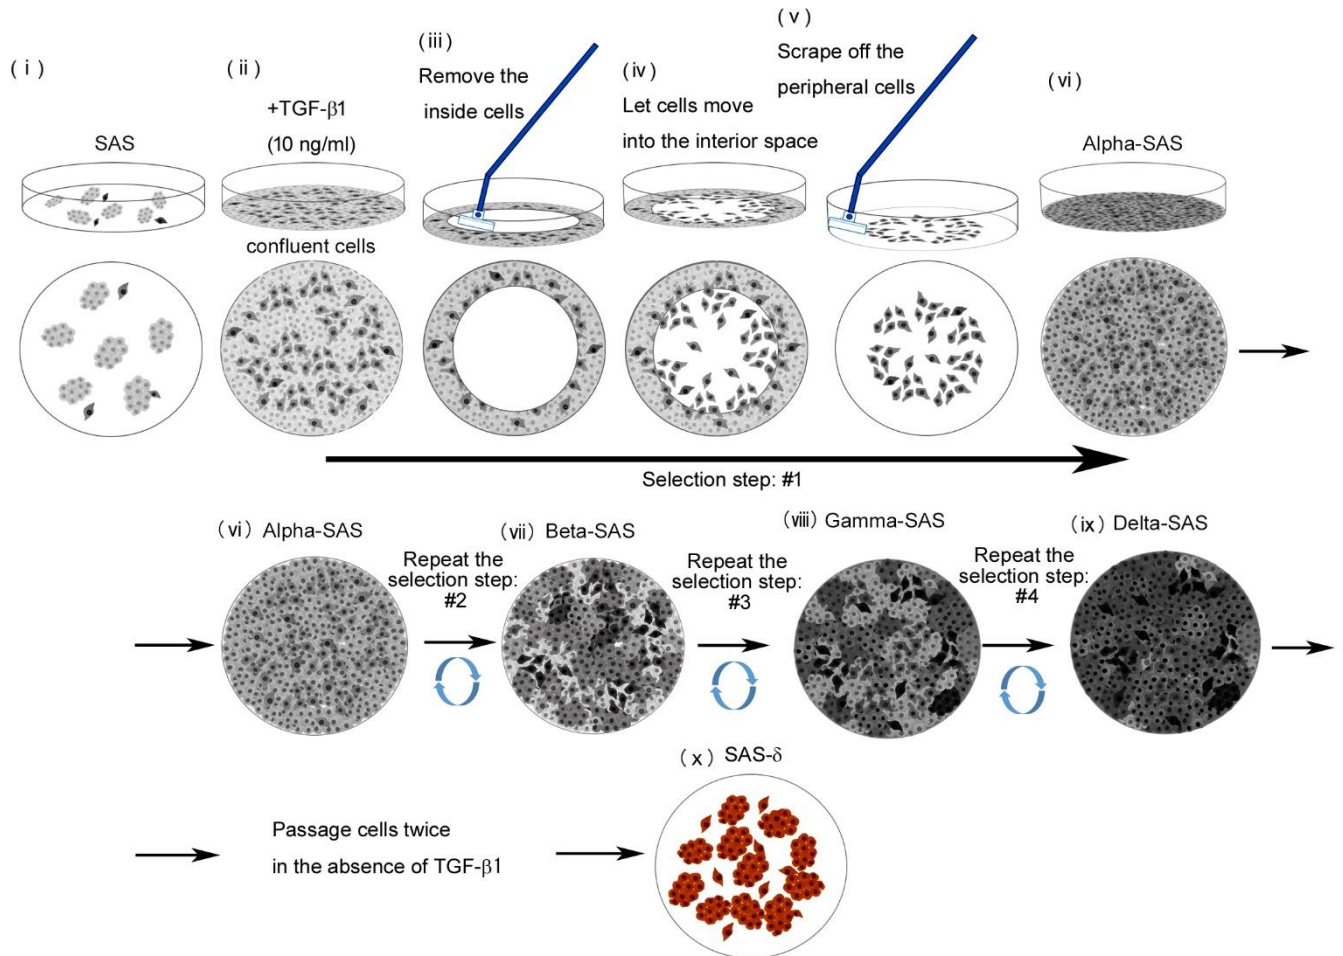 (i)
SAS
(ii)
+TGF-β1
(10 ng/ml)
confluent cells
(iii)
Remove the
inside cells
(iv)
Let cells move
into the interior space
(v)
Scrape off the
peripheral cells
(vi)
Alpha-SAS
Selection step: #1
(vi) Alpha-SAS
Repeat the
selection step:
#2
(vii) Beta-SAS
Repeat the
selection step:
#3
(viii) Gamma-SAS
Repeat the
selection step:
#4
(ix) Delta-SAS
Passage cells twice
in the absence of TGF-β1
(x) SAS-δ